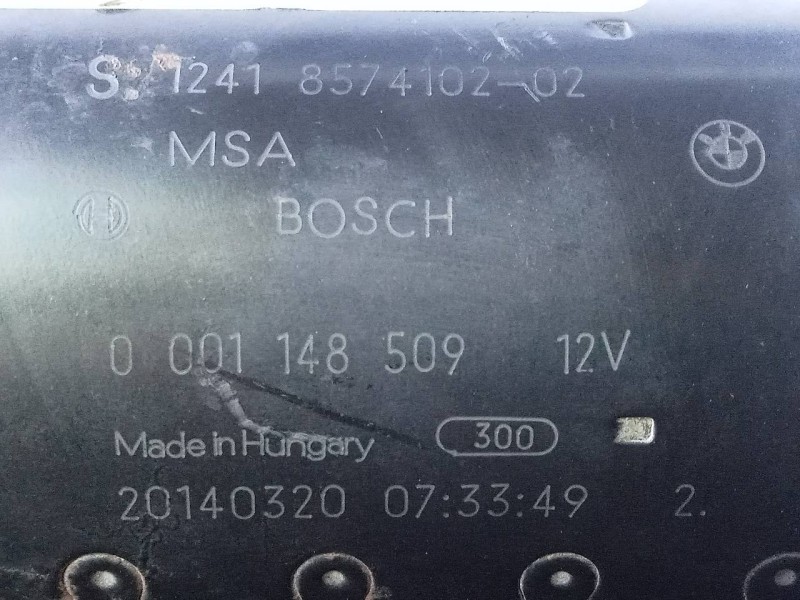 S. 1241 8574102-02
MSA
BOSCH
0 001 148 509 12V
Made in Hungary 300
20140320 07:33:49 2.